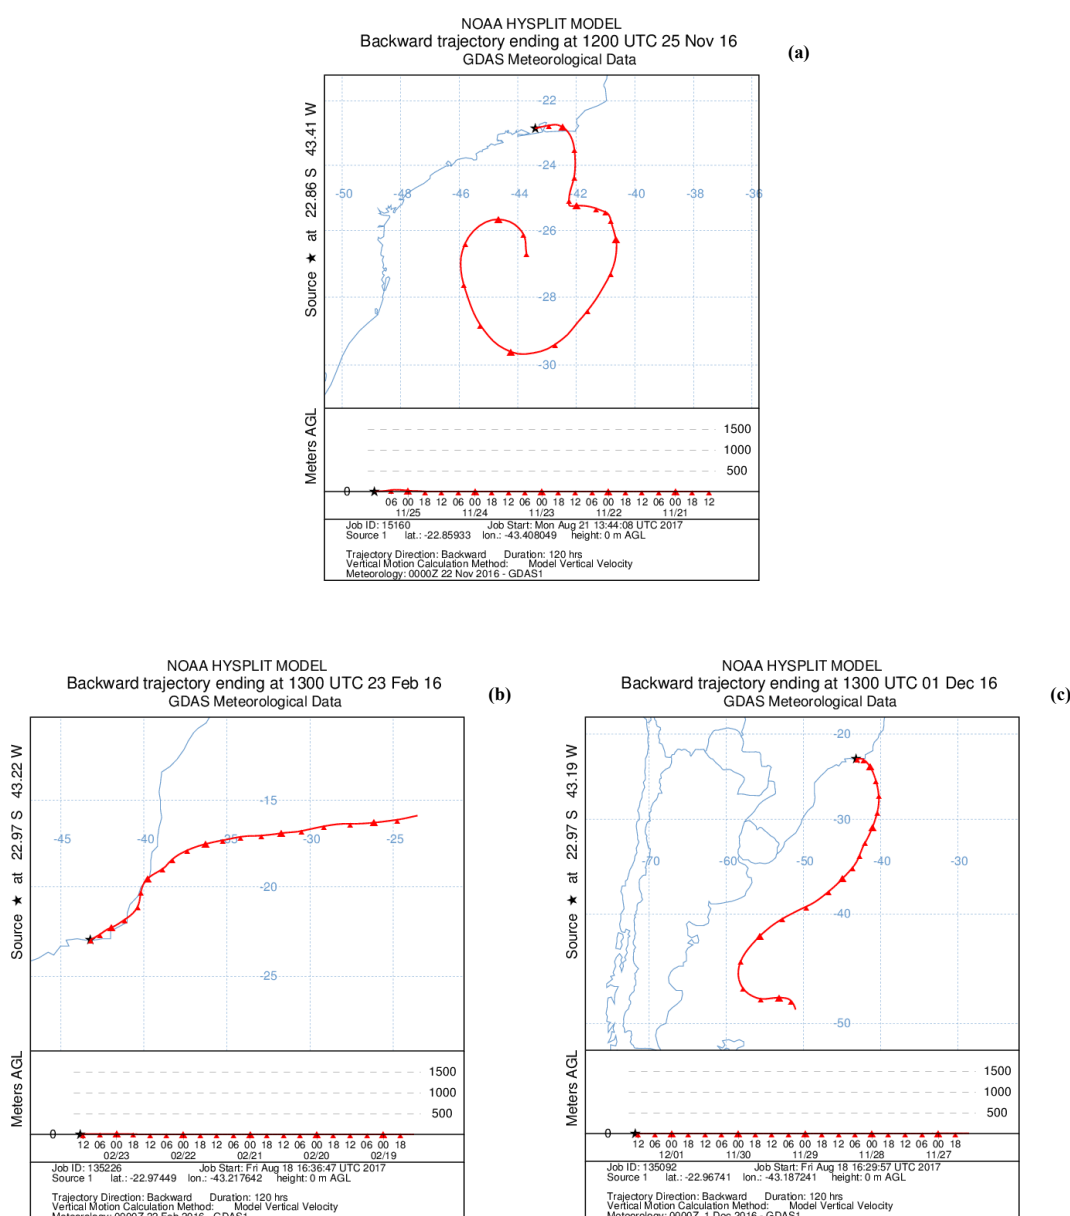 NOAA HYSPLIT MODEL
Backward trajectory ending at 1200 UTC 25 Nov 16
GDAS Meteorological Data
(a)
Source ★ at 22.86 S 43.41 W
-22
-24
-50 -48 -46 -44 -42 -40 -38 -36
-26
-28
-30
Meters AGL
1500
1000
500
0
06 00 18 12 06 00 18 12 06 00 18 12 06 00 18 12 06 00 18 12
11/25 11/24 11/23 11/22 11/21
Job ID: 15160 Job Start: Mon Aug 21 13:44:08 UTC 2017
Source 1 lat.: -22.85933 lon.: -43.408049 height: 0 m AGL
Trajectory Direction: Backward Duration: 120 hrs
Vertical Motion Calculation Method: Model Vertical Velocity
Meteorology: 0000Z 22 Nov 2016 - GDAS1
NOAA HYSPLIT MODEL
Backward trajectory ending at 1300 UTC 23 Feb 16
GDAS Meteorological Data
(b)
Source ★ at 22.97 S 43.22 W
-15
-45 -40 -35 -30 -25
-20
-25
Meters AGL
1500
1000
500
0
12 06 00 18 12 06 00 18 12 06 00 18 12 06 00 18 12 06 00 18
02/23 02/22 02/21 02/20 02/19
Job ID: 135226 Job Start: Fri Aug 18 16:36:47 UTC 2017
Source 1 lat.: -22.97449 lon.: -43.217642 height: 0 m AGL
Trajectory Direction: Backward Duration: 120 hrs
Vertical Motion Calculation Method: Model Vertical Velocity
Meteorology: 0000Z 22 Feb 2016 - GDAS1
NOAA HYSPLIT MODEL
Backward trajectory ending at 1300 UTC 01 Dec 16
GDAS Meteorological Data
(c)
Source ★ at 22.97 S 43.19 W
-20
-30
-70 -60 -50 -40 -30
-40
-50
Meters AGL
1500
1000
500
0
12 06 00 18 12 06 00 18 12 06 00 18 12 06 00 18 12 06 00 18
12/01 11/30 11/29 11/28 11/27
Job ID: 135092 Job Start: Fri Aug 18 16:29:57 UTC 2017
Source 1 lat.: -22.96741 lon.: -43.187241 height: 0 m AGL
Trajectory Direction: Backward Duration: 120 hrs
Vertical Motion Calculation Method: Model Vertical Velocity
Meteorology: 0000Z 1 Dec 2016 - GDAS1